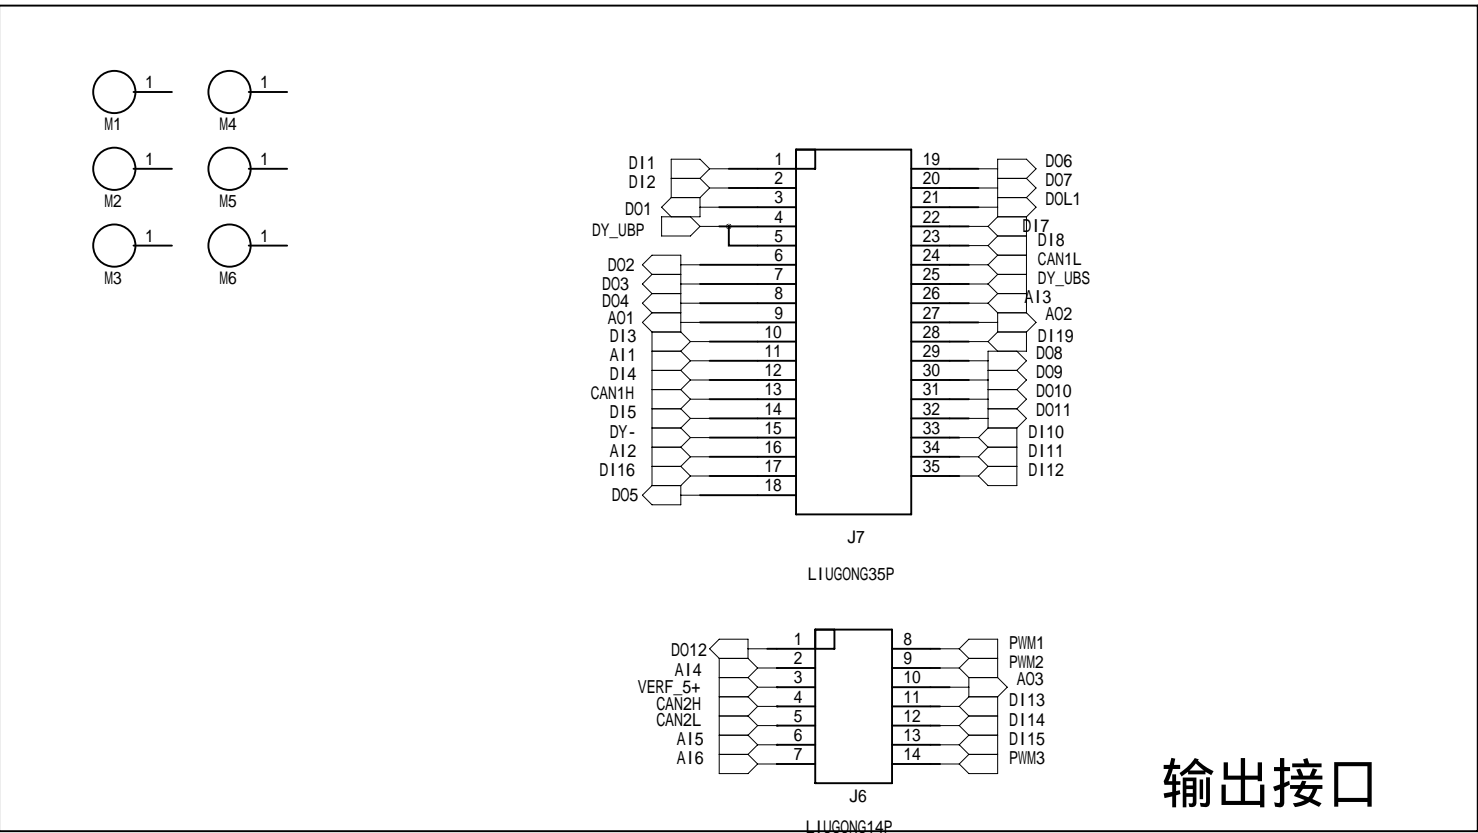 1 1
M1 M4
1 1
M2 M5
1 1
M3 M6
DI1 1 19 DO6
DI2 2 20 DO7
DO1 3 21 DOL1
DY_UBP 4 22 DI7
5 23 DI8
DO2 6 24 CAN1L
DO3 7 25 DY_UBS
DO4 8 26 AI3
AO1 9 27 AO2
DI3 10 28 DI19
AI1 11 29 DO8
DI4 12 30 DO9
CAN1H 13 31 DO10
DI5 14 32 DO11
DY- 15 33 DI10
AI2 16 34 DI11
DI16 17 35 DI12
DO5 18
J7
LIUGONG35P
DO12 1 8 PWM1
AI4 2 9 PWM2
VERF_5+ 3 10 AO3
CAN2H 4 11 DI13
CAN2L 5 12 DI14
AI5 6 13 DI15
AI6 7 14 PWM3
J6
LIUGONG14P
输出接口